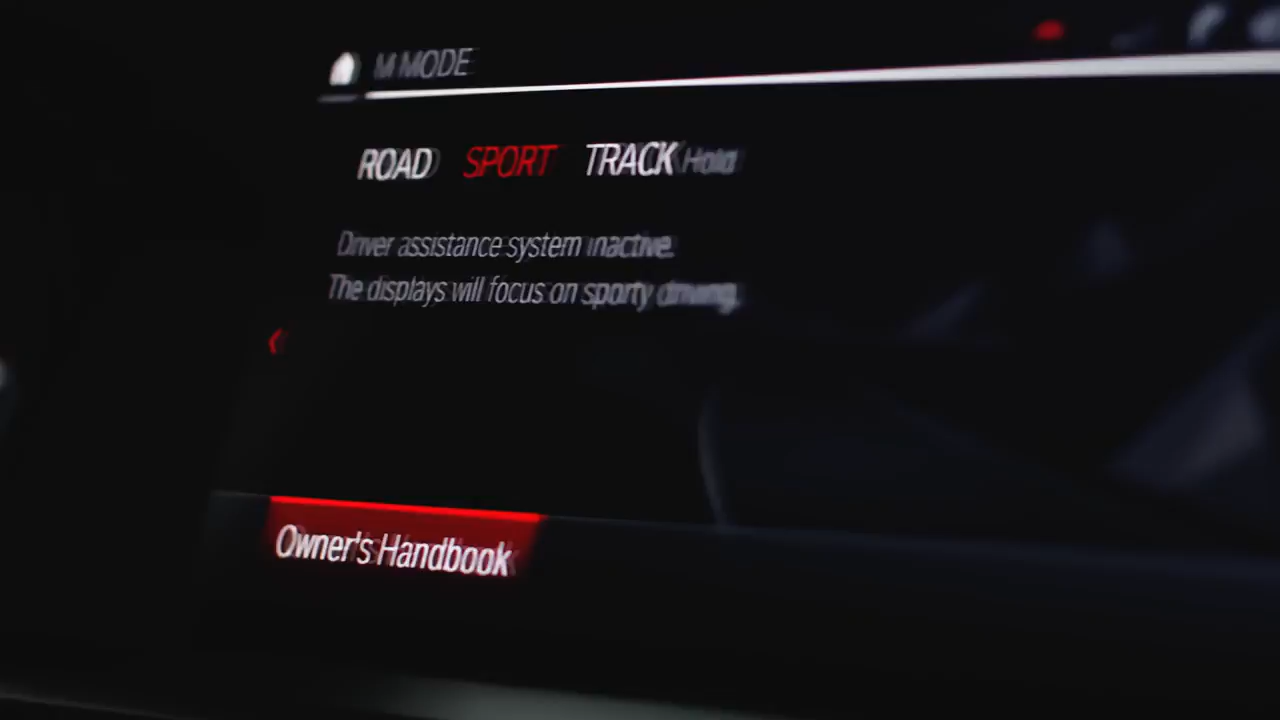 M MODE
ROAD SPORT TRACK Hold
Driver assistance system inactive.
The displays will focus on sporty driving.
Owner's Handbook